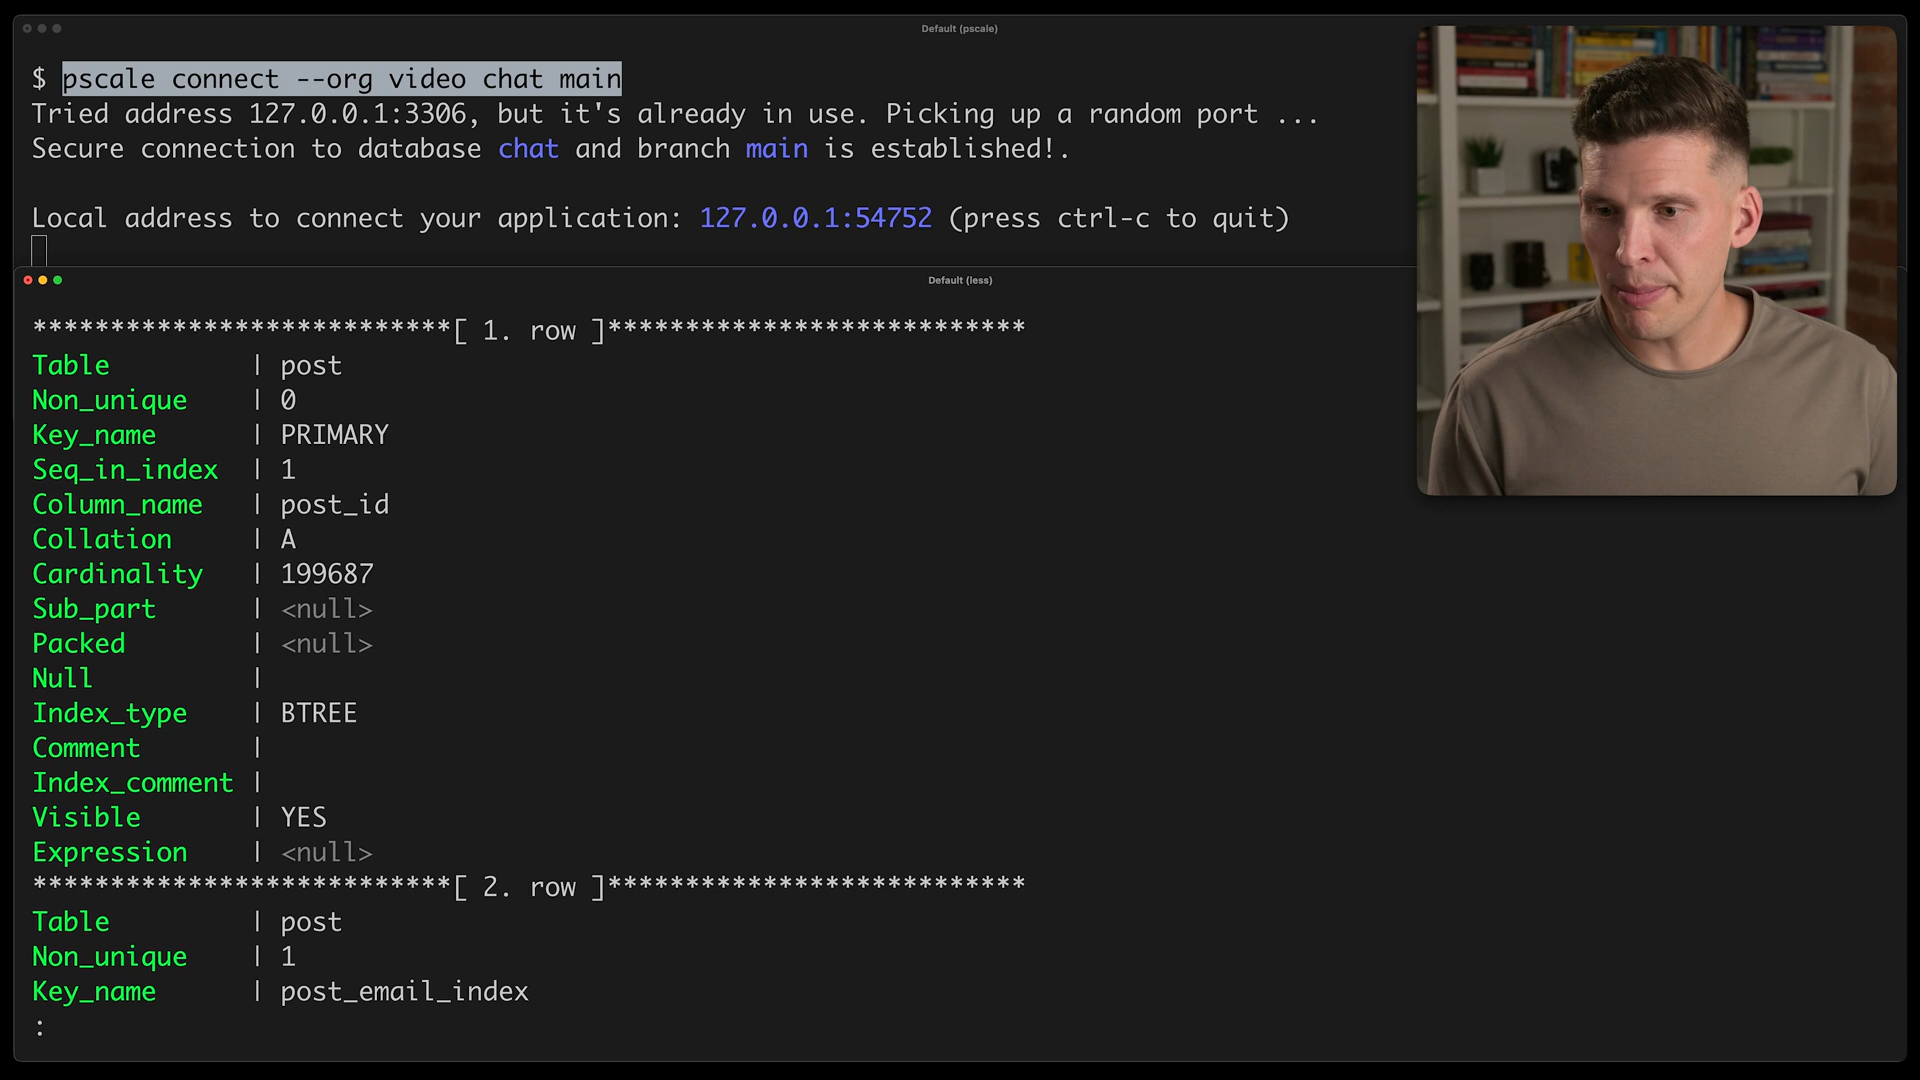 Default (pscale)
$ pscale connect --org video chat main
Tried address 127.0.0.1:3306, but it's already in use. Picking up a random port ...
Secure connection to database chat and branch main is established!.
Local address to connect your application: 127.0.0.1:54752 (press ctrl-c to quit)
Default (less)
***************************[ 1. row ]***************************
Table | post
Non_unique | 0
Key_name | PRIMARY
Seq_in_index | 1
Column_name | post_id
Collation | A
Cardinality | 199687
Sub_part | <null>
Packed | <null>
Null |
Index_type | BTREE
Comment |
Index_comment |
Visible | YES
Expression | <null>
***************************[ 2. row ]***************************
Table | post
Non_unique | 1
Key_name | post_email_index
: